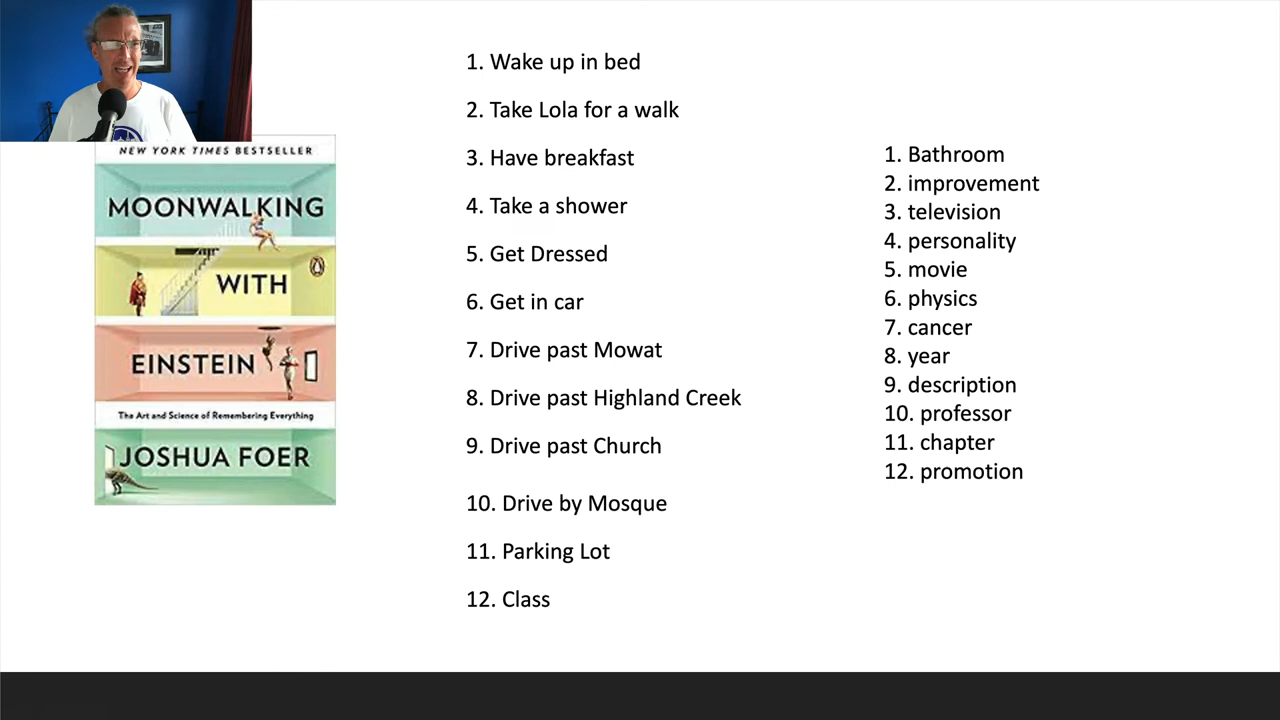 NEW YORK TIMES BESTSELLER
MOONWALKING
WITH
EINSTEIN
The Art and Science of Remembering Everything
JOSHUA FOER
1. Wake up in bed
2. Take Lola for a walk
3. Have breakfast
4. Take a shower
5. Get Dressed
6. Get in car
7. Drive past Mowat
8. Drive past Highland Creek
9. Drive past Church
10. Drive by Mosque
11. Parking Lot
12. Class
1. Bathroom
2. improvement
3. television
4. personality
5. movie
6. physics
7. cancer
8. year
9. description
10. professor
11. chapter
12. promotion